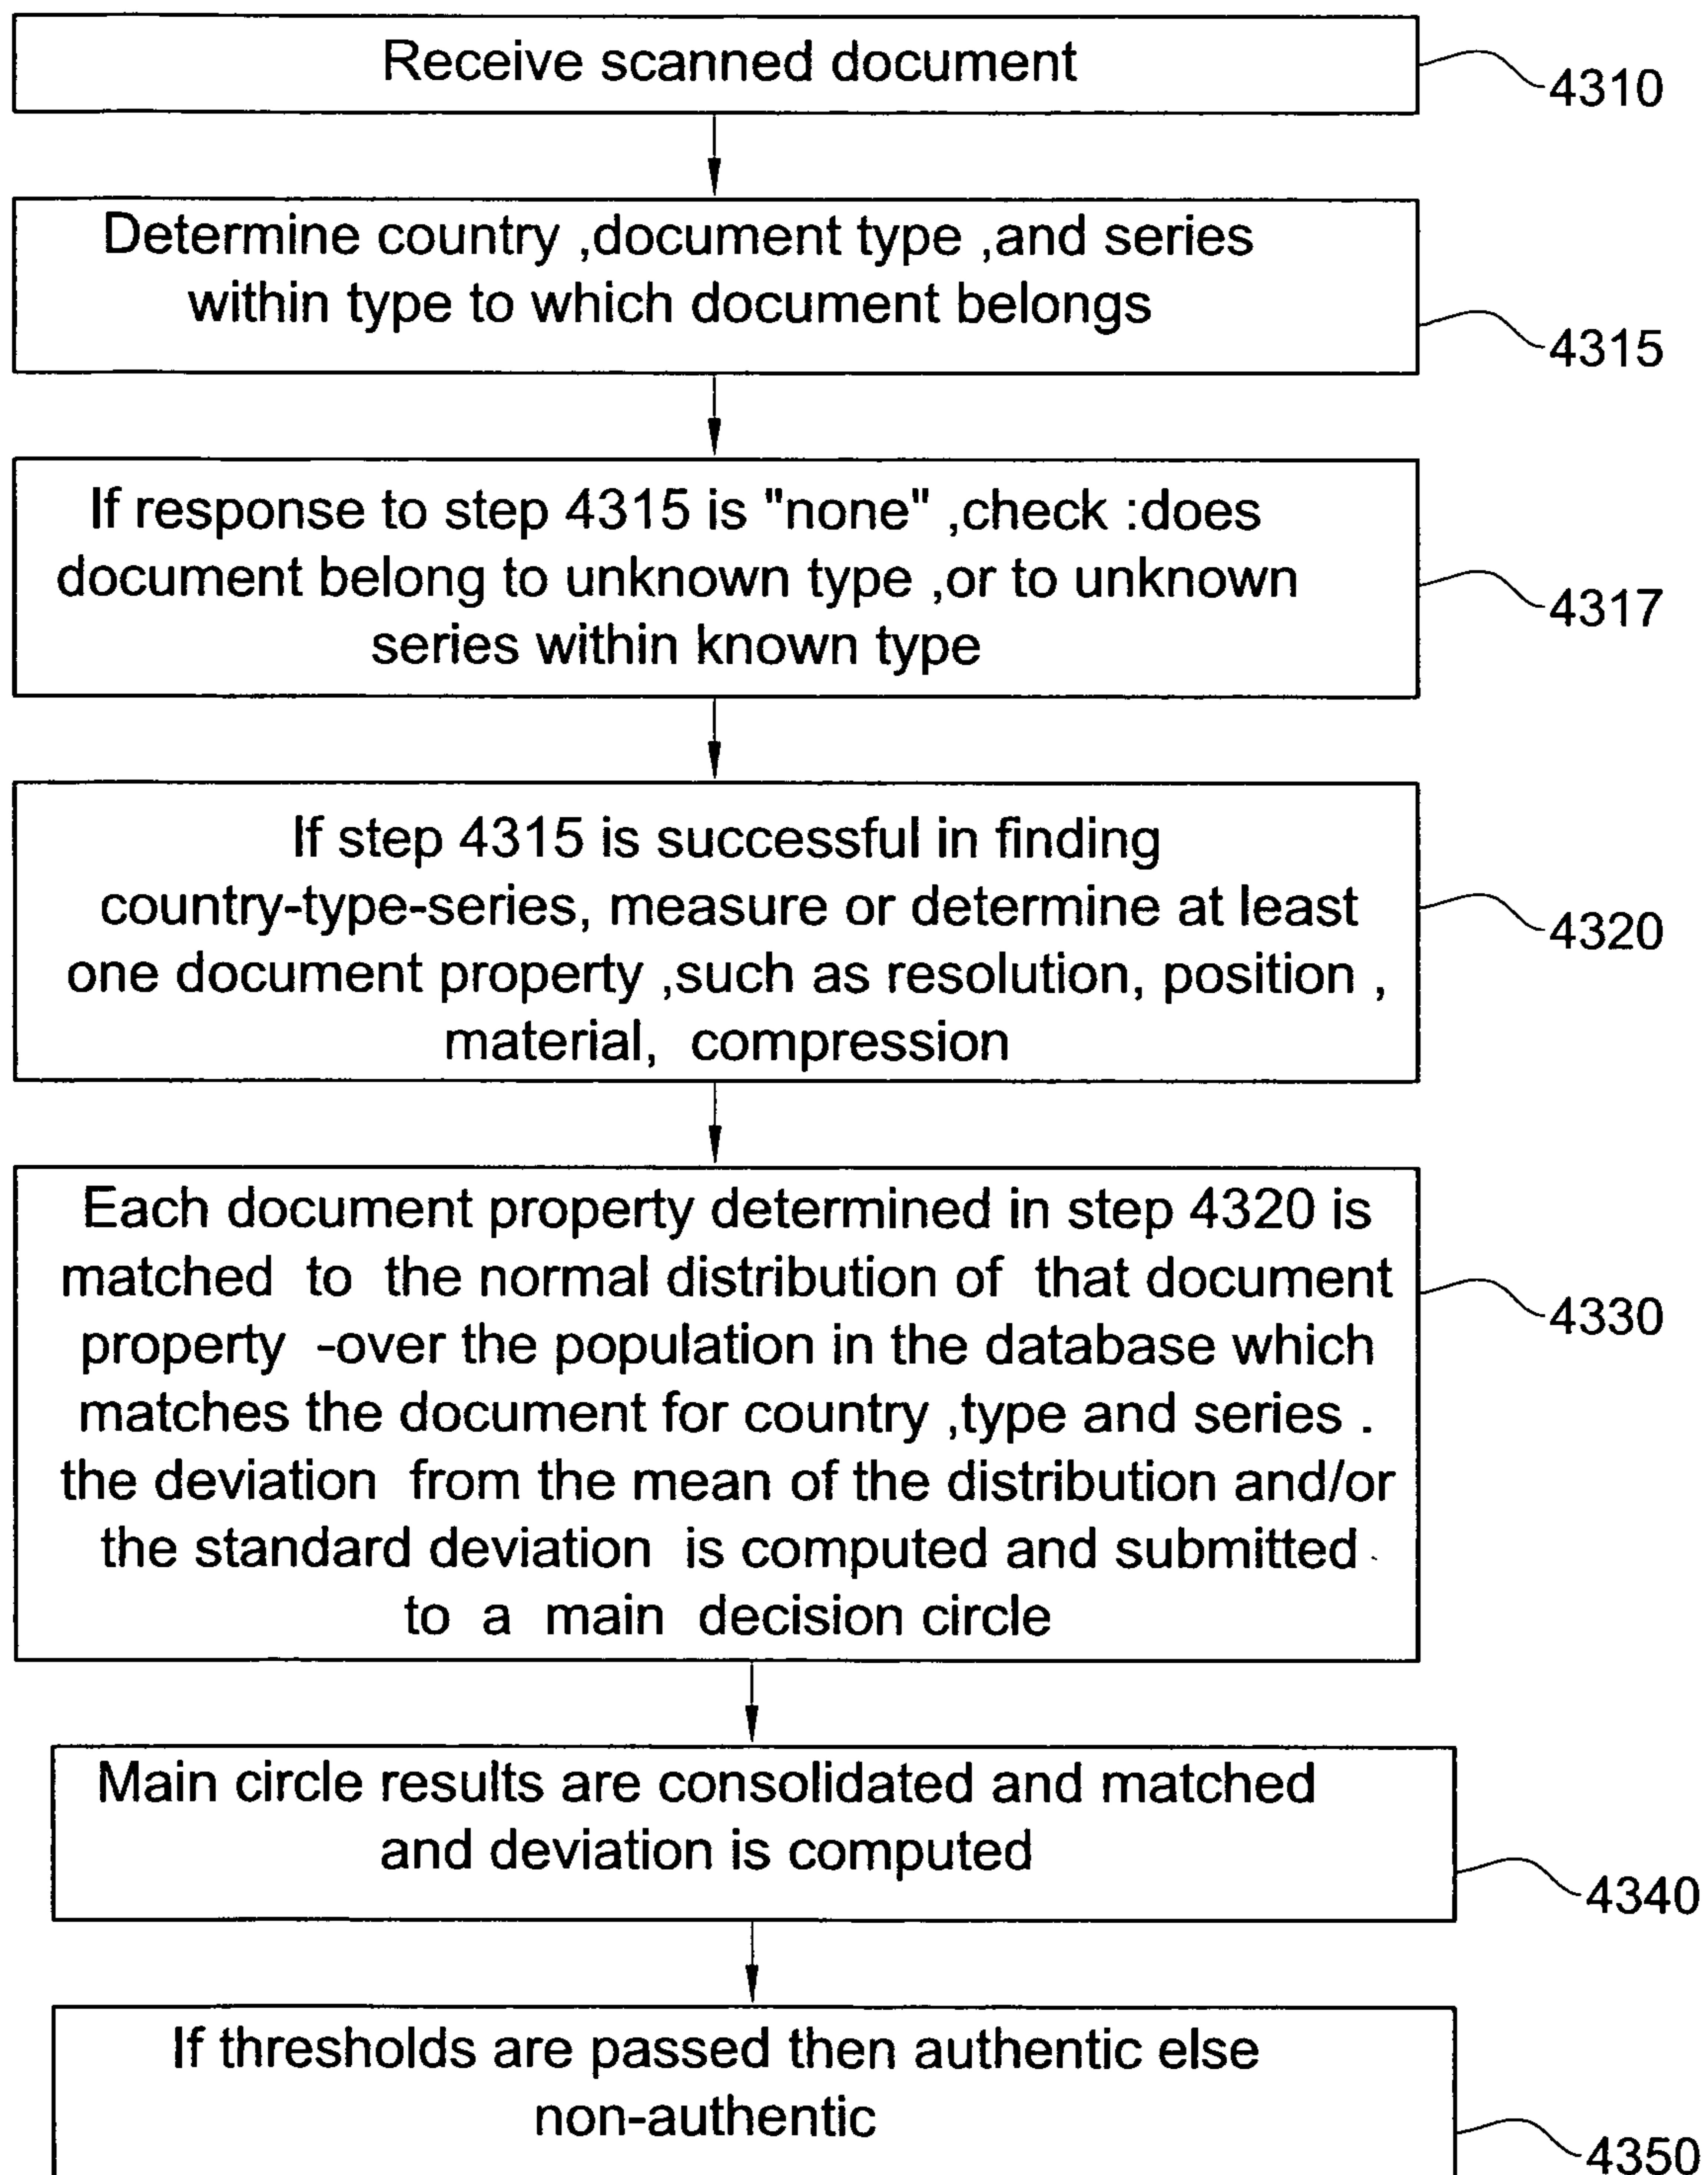 Receive scanned document
4310
Determine country ,document type ,and series
within type to which document belongs
4315
If response to step 4315 is "none" ,check :does
document belong to unknown type ,or to unknown
series within known type
4317
If step 4315 is successful in finding
country-type-series, measure or determine at least
one document property ,such as resolution, position ,
material, compression
4320
Each document property determined in step 4320 is
matched to the normal distribution of that document
property -over the population in the database which
matches the document for country ,type and series .
the deviation from the mean of the distribution and/or
the standard deviation is computed and submitted
to a main decision circle
4330
Main circle results are consolidated and matched
and deviation is computed
4340
If thresholds are passed then authentic else
non-authentic
4350